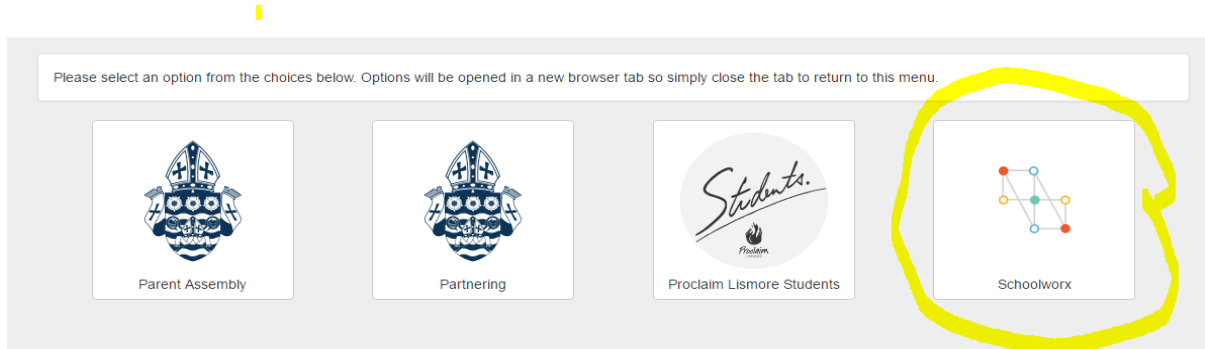 Please select an option from the choices below. Options will be opened in a new browser tab so simply close the tab to return to this menu.
Students.
Proclaim
LISMORE
Parent Assembly
Partnering
Proclaim Lismore Students
Schoolworx